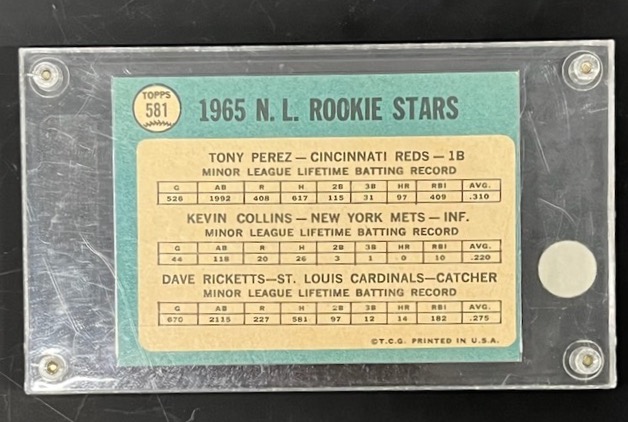 TOPPS
581
1965 N. L. ROOKIE STARS
TONY PEREZ — CINCINNATI REDS — 1B
MINOR LEAGUE LIFETIME BATTING RECORD
G AB R H 2B 3B HR RBI AVG.
526 1992 408 617 115 31 97 409 .310
KEVIN COLLINS — NEW YORK METS — INF.
MINOR LEAGUE LIFETIME BATTING RECORD
G AB R H 2B 3B HR RBI AVG.
44 118 20 26 3 1 0 10 .220
DAVE RICKETTS—ST. LOUIS CARDINALS—CATCHER
MINOR LEAGUE LIFETIME BATTING RECORD
G AB R H 2B 3B HR RBI AVG.
670 2115 227 581 97 12 14 182 .275
©T.C.G. PRINTED IN U.S.A.